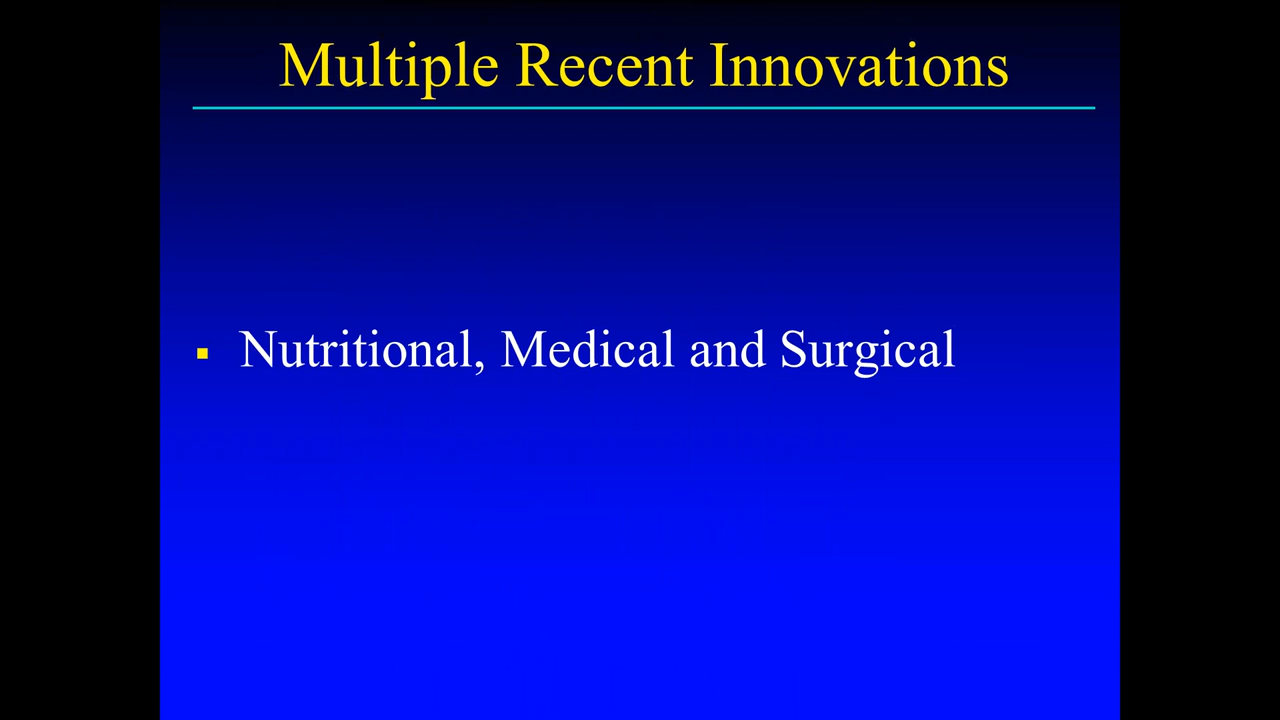 Multiple Recent Innovations
▪ Nutritional, Medical and Surgical